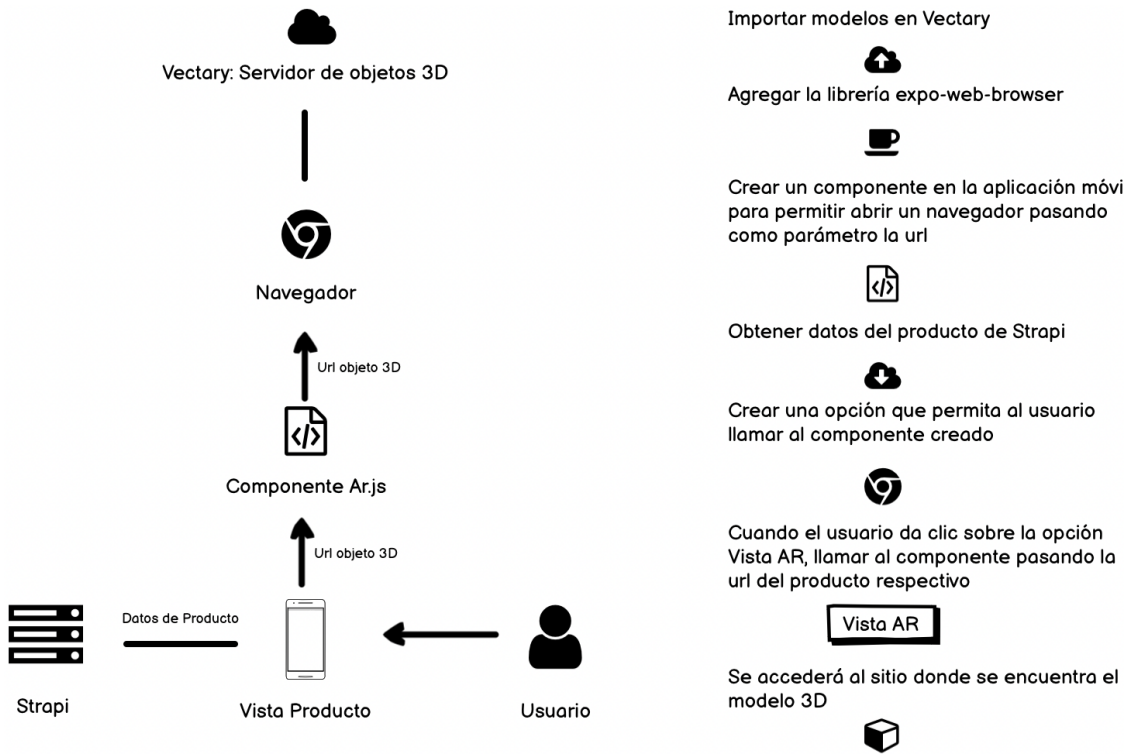 Vectary: Servidor de objetos 3D
Navegador
Url objeto 3D
Componente Ar.js
Url objeto 3D
Datos de Producto
Strapi
Vista Producto
Usuario
Importar modelos en Vectary
Agregar la librería expo-web-browser
Crear un componente en la aplicación móvi
para permitir abrir un navegador pasando
como parámetro la url
Obtener datos del producto de Strapi
Crear una opción que permita al usuario
llamar al componente creado
Cuando el usuario da clic sobre la opción
Vista AR, llamar al componente pasando la
url del producto respectivo
Vista AR
Se accederá al sitio donde se encuentra el
modelo 3D